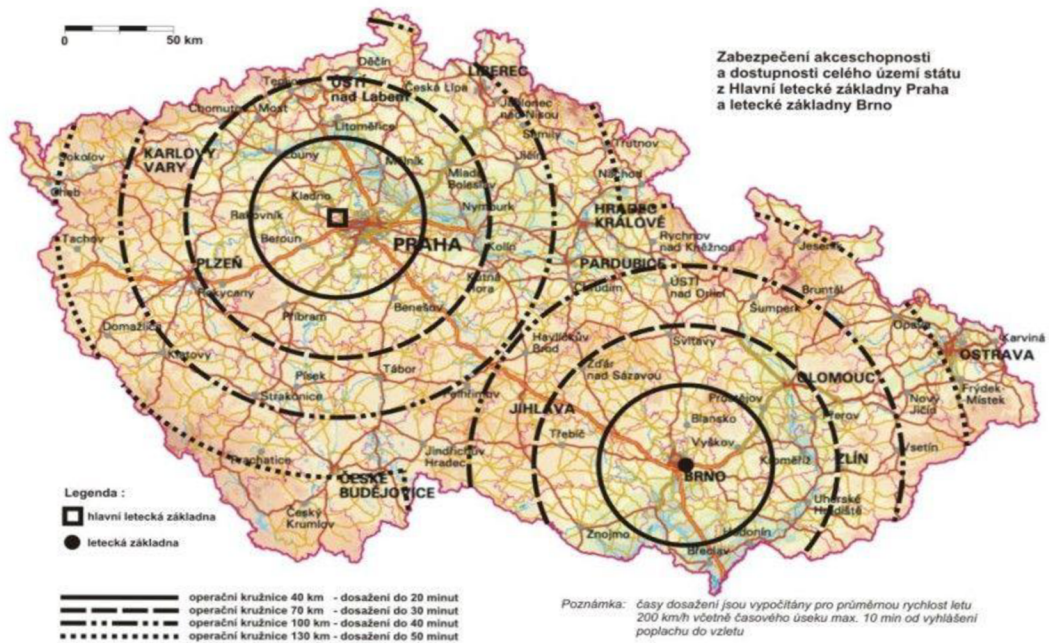 0 50 km
Zabezpečení akceschopnosti
a dostupnosti celého území státu
z Hlavní letecké základny Praha
a letecké základny Brno
Děčín
LIBEREC
Teplice
ÚSTÍ
nad Labem
Česká Lípa
Chomutov
Most
Jablonec
nad Nisou
Litoměřice
Semily
Trutnov
Sokolov
KARLOVY
VARY
Louny
Mělník
Jičín
Mladá
Boleslav
Náchod
Cheb
Kladno
Rakovník
Nymburk
HRADEC
KRÁLOVÉ
Beroun
PRAHA
Kolín
Rychnov
nad Kněžnou
Tachov
PLZEŇ
PARDUBICE
Jeseník
Rokycany
Kutná
Hora
Chrudim
ÚSTÍ
nad Orlicí
Bruntál
Benešov
Příbram
Šumperk
Opava
Domažlice
Havlíčkův
Brod
Svitavy
Karviná
Klatovy
OSTRAVA
Žďár
nad Sázavou
Písek
Tábor
OLOMOUC
Strakonice
Pelhřimov
Prostějov
Nový
Jičín
Frýdek-
Místek
JIHLAVA
Blansko
Přerov
Třebíč
Vyškov
Vsetín
Prachatice
Jindřichův
Hradec
Kroměříž
ZLÍN
ČESKÉ
BUDĚJOVICE
BRNO
Uherské
Hradiště
Český
Krumlov
Znojmo
Hodonín
Břeclav
Legenda :
hlavní letecká základna
letecká základna
operační kružnice 40 km - dosažení do 20 minut
operační kružnice 70 km - dosažení do 30 minut
operační kružnice 100 km - dosažení do 40 minut
operační kružnice 130 km - dosažení do 50 minut
Poznámka: časy dosažení jsou vypočítány pro průměrnou rychlost letu
200 km/h včetně časového úseku max. 10 min od vyhlášení
poplachu do vzletu